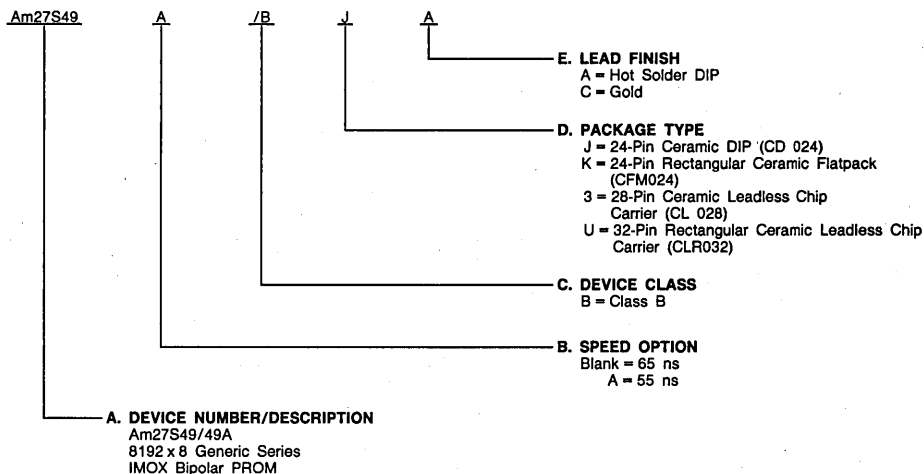 Am27S49 A /B J A
E. LEAD FINISH
A = Hot Solder DIP
C = Gold
D. PACKAGE TYPE
J = 24-Pin Ceramic DIP (CD 024)
K = 24-Pin Rectangular Ceramic Flatpack
(CFM024)
3 = 28-Pin Ceramic Leadless Chip
Carrier (CL 028)
U = 32-Pin Rectangular Ceramic Leadless Chip
Carrier (CLR032)
C. DEVICE CLASS
B = Class B
B. SPEED OPTION
Blank = 65 ns
A = 55 ns
A. DEVICE NUMBER/DESCRIPTION
Am27S49/49A
8192 x 8 Generic Series
IMOX Bipolar PROM